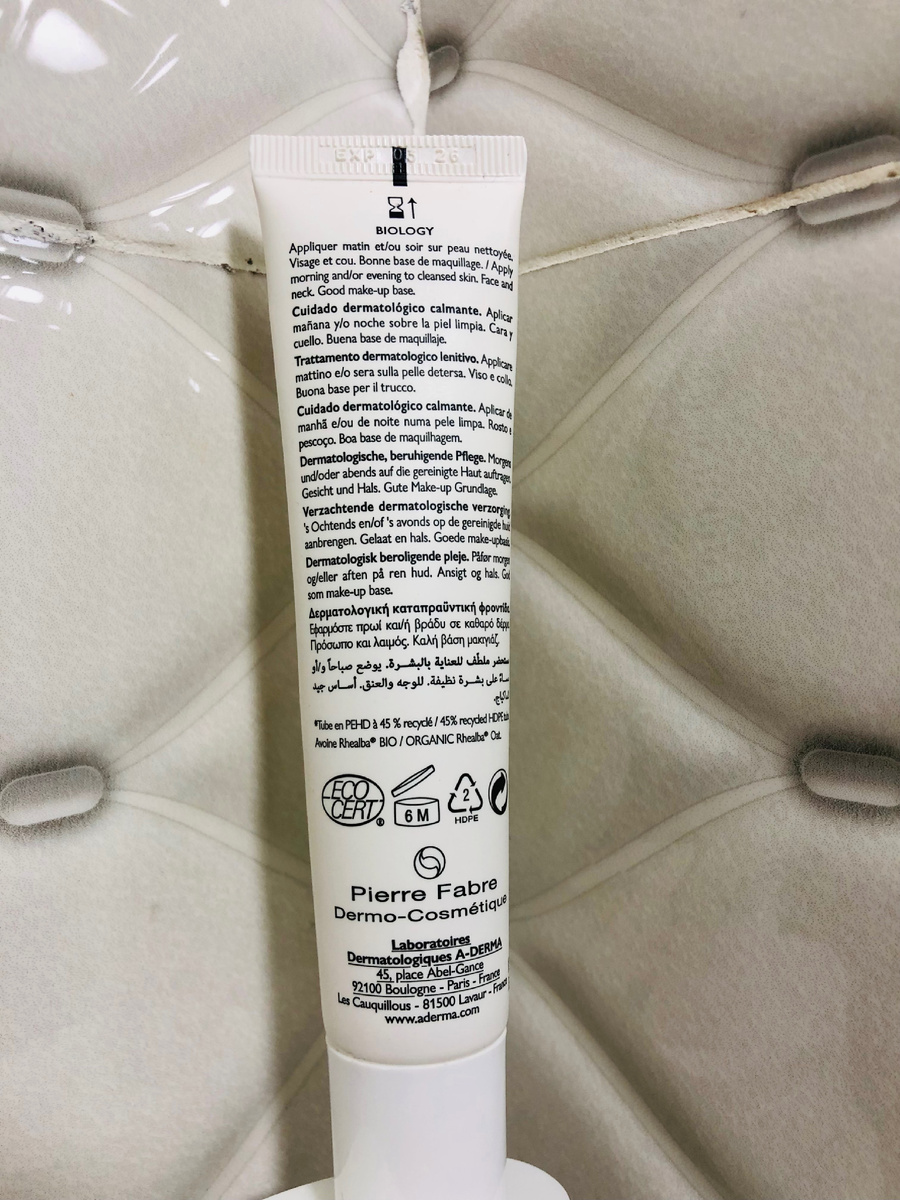 EXP 05 26
BIOLOGY
Appliquer matin et/ou soir sur peau nettoyée.
Visage et cou. Bonne base de maquillage. / Apply
morning and/or evening to cleansed skin. Face and
neck. Good make-up base.
Cuidado dermatológico calmante. Aplicar
mañana y/o noche sobre la piel limpia. Cara y
cuello. Buena base de maquillaje.
Trattamento dermatologico lenitivo. Applicare
mattino e/o sera sulla pelle detersa. Viso e collo.
Buona base per il trucco.
Cuidado dermatológico calmante. Aplicar de
manhã e/ou de noite numa pele limpa. Rosto e
pescoço. Boa base de maquilhagem.
Dermatologische, beruhigende Pflege. Morgens
und/oder abends auf die gereinigte Haut auftragen.
Gesicht und Hals. Gute Make-up Grundlage.
Verzachtende dermatologische verzorging.
's Ochtends en/of 's avonds op de gereinigde huid
aanbrengen. Gelaat en hals. Goede make-upbasis.
Dermatologisk beroligende pleje. Påfør morgen
og/eller aften på ren hud. Ansigt og hals. God
som make-up base.
Δερματολογική καταπραϋντική φροντίδα.
Εφαρμόστε πρωί και/ή βράδυ σε καθαρό δέρμα.
Πρόσωπο και λαιμός. Καλή βάση μακιγιάζ.
مستحضر ملطّف للعناية بالبشرة. يوضع صباحاً و/أو
مساءً على بشرة نظيفة. للوجه والعنق. أساس جيد
للماكياج.
*Tube en PEHD à 45 % recyclé / 45% recycled HDPE tube
Avoine Rhealba® BIO / ORGANIC Rhealba® Oat.
ECO
CERT®
6 M
2
HDPE
Pierre Fabre
Dermo-Cosmétique
Laboratoires
Dermatologiques A-DERMA
45, place Abel-Gance
92100 Boulogne - Paris - France
Les Cauquillous - 81500 Lavaur - France
www.aderma.com